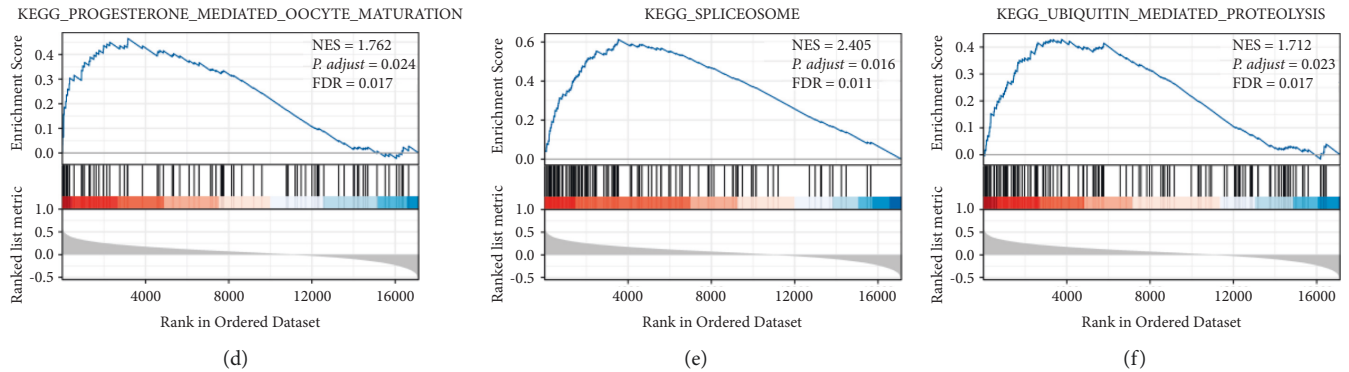 KEGG_PROGESTERONE_MEDIATED_OOCYTE_MATURATION
Enrichment Score
0.4
0.3
0.2
0.1
0.0
NES = 1.762
P. adjust = 0.024
FDR = 0.017
Ranked list metric
1.0
0.5
0.0
-0.5
4000 8000 12000 16000
Rank in Ordered Dataset
(d)
KEGG_SPLICEOSOME
Enrichment Score
0.6
0.4
0.2
0.0
NES = 2.405
P. adjust = 0.016
FDR = 0.011
Ranked list metric
1.0
0.5
0.0
-0.5
4000 8000 12000 16000
Rank in Ordered Dataset
(e)
KEGG_UBIQUITIN_MEDIATED_PROTEOLYSIS
Enrichment Score
0.4
0.3
0.2
0.1
0.0
NES = 1.712
P. adjust = 0.023
FDR = 0.017
Ranked list metric
1.0
0.5
0.0
-0.5
4000 8000 12000 16000
Rank in Ordered Dataset
(f)